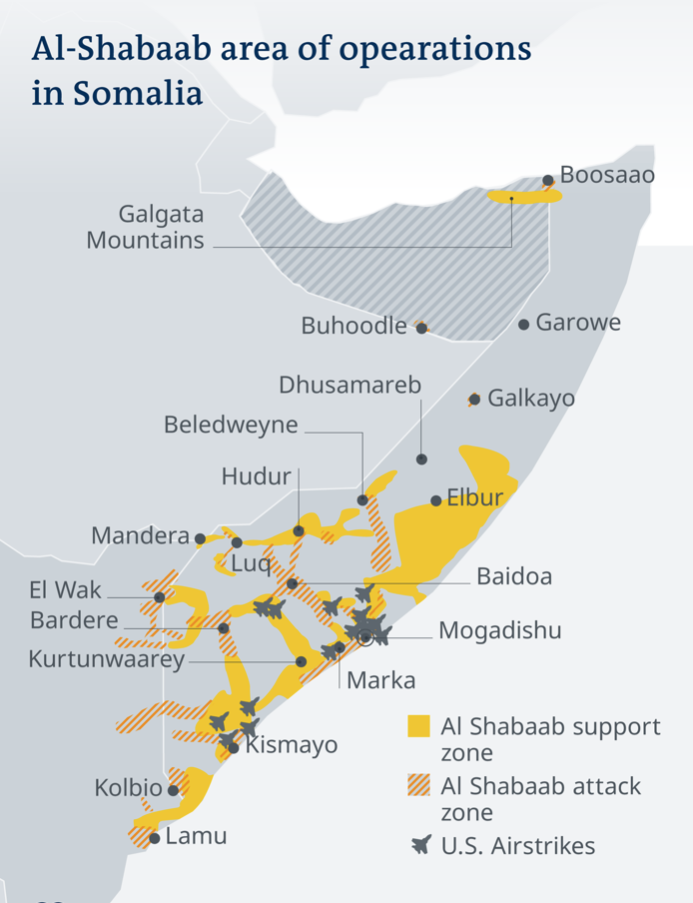 Al-Shabaab area of opearations
in Somalia
Boosaao
Galgata
Mountains
Buhoodle
Garowe
Dhusamareb
Galkayo
Beledweyne
Hudur
Elbur
Mandera
Luq
Baidoa
El Wak
Bardere
Mogadishu
Kurtunwaarey
Marka
Al Shabaab support
zone
Kismayo
Al Shabaab attack
zone
Kolbio
Lamu
U.S. Airstrikes